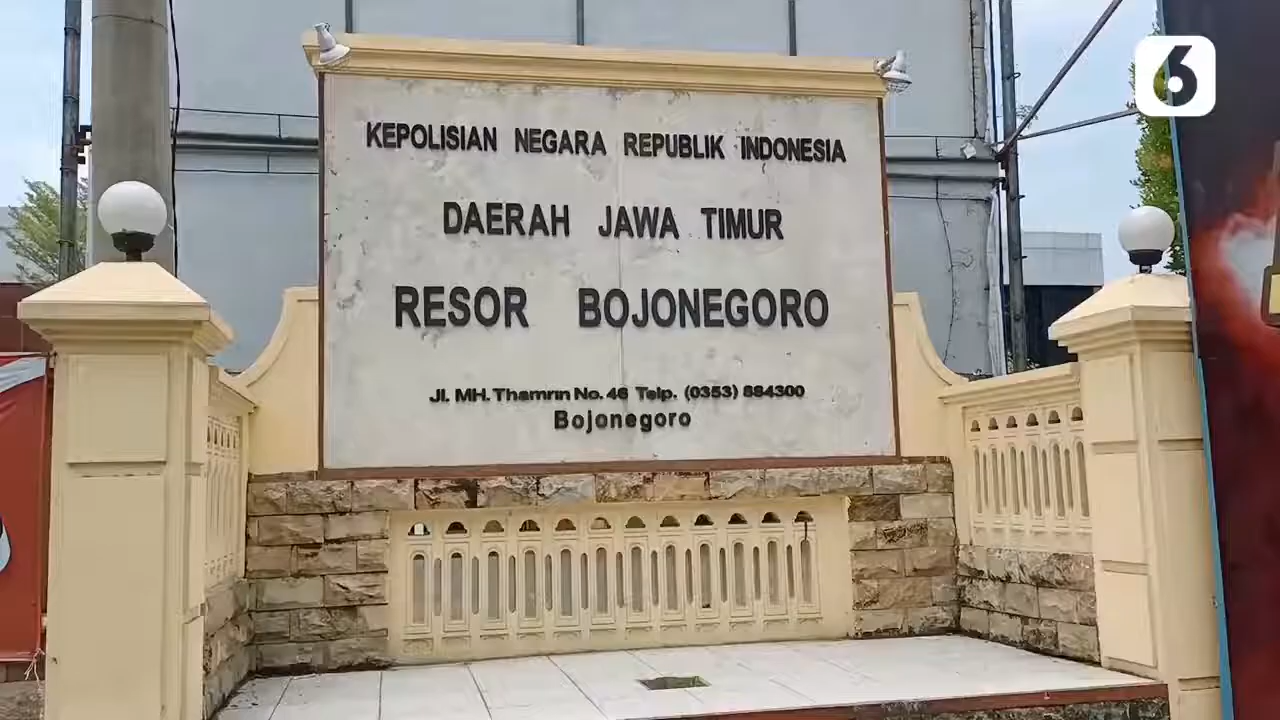 6
KEPOLISIAN NEGARA REPUBLIK INDONESIA
DAERAH JAWA TIMUR
RESOR BOJONEGORO
Jl. MH. Thamrin No. 46 Telp. (0353) 884300
Bojonegoro